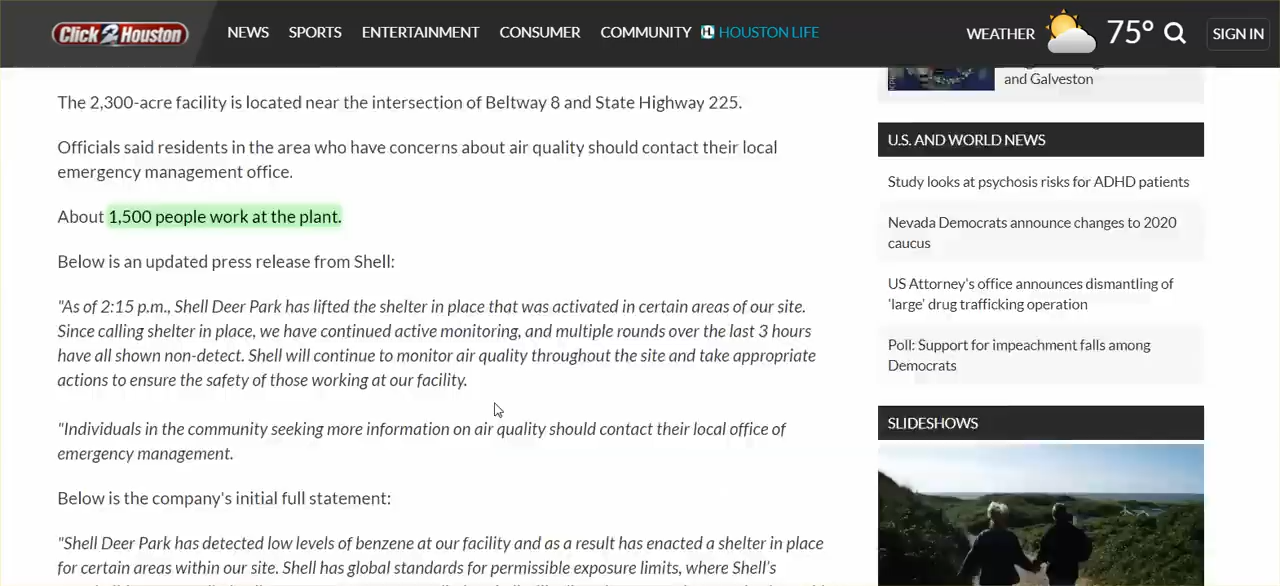 Click 2 Houston
NEWS SPORTS ENTERTAINMENT CONSUMER COMMUNITY H HOUSTON LIFE
WEATHER 75° SIGN IN
The 2,300-acre facility is located near the intersection of Beltway 8 and State Highway 225.
Officials said residents in the area who have concerns about air quality should contact their local
emergency management office.
About 1,500 people work at the plant.
Below is an updated press release from Shell:
"As of 2:15 p.m., Shell Deer Park has lifted the shelter in place that was activated in certain areas of our site.
Since calling shelter in place, we have continued active monitoring, and multiple rounds over the last 3 hours
have all shown non-detect. Shell will continue to monitor air quality throughout the site and take appropriate
actions to ensure the safety of those working at our facility.
"Individuals in the community seeking more information on air quality should contact their local office of
emergency management.
Below is the company's initial full statement:
"Shell Deer Park has detected low levels of benzene at our facility and as a result has enacted a shelter in place
for certain areas within our site. Shell has global standards for permissible exposure limits, where Shell's
and Galveston
U.S. AND WORLD NEWS
Study looks at psychosis risks for ADHD patients
Nevada Democrats announce changes to 2020
caucus
US Attorney's office announces dismantling of
'large' drug trafficking operation
Poll: Support for impeachment falls among
Democrats
SLIDESHOWS